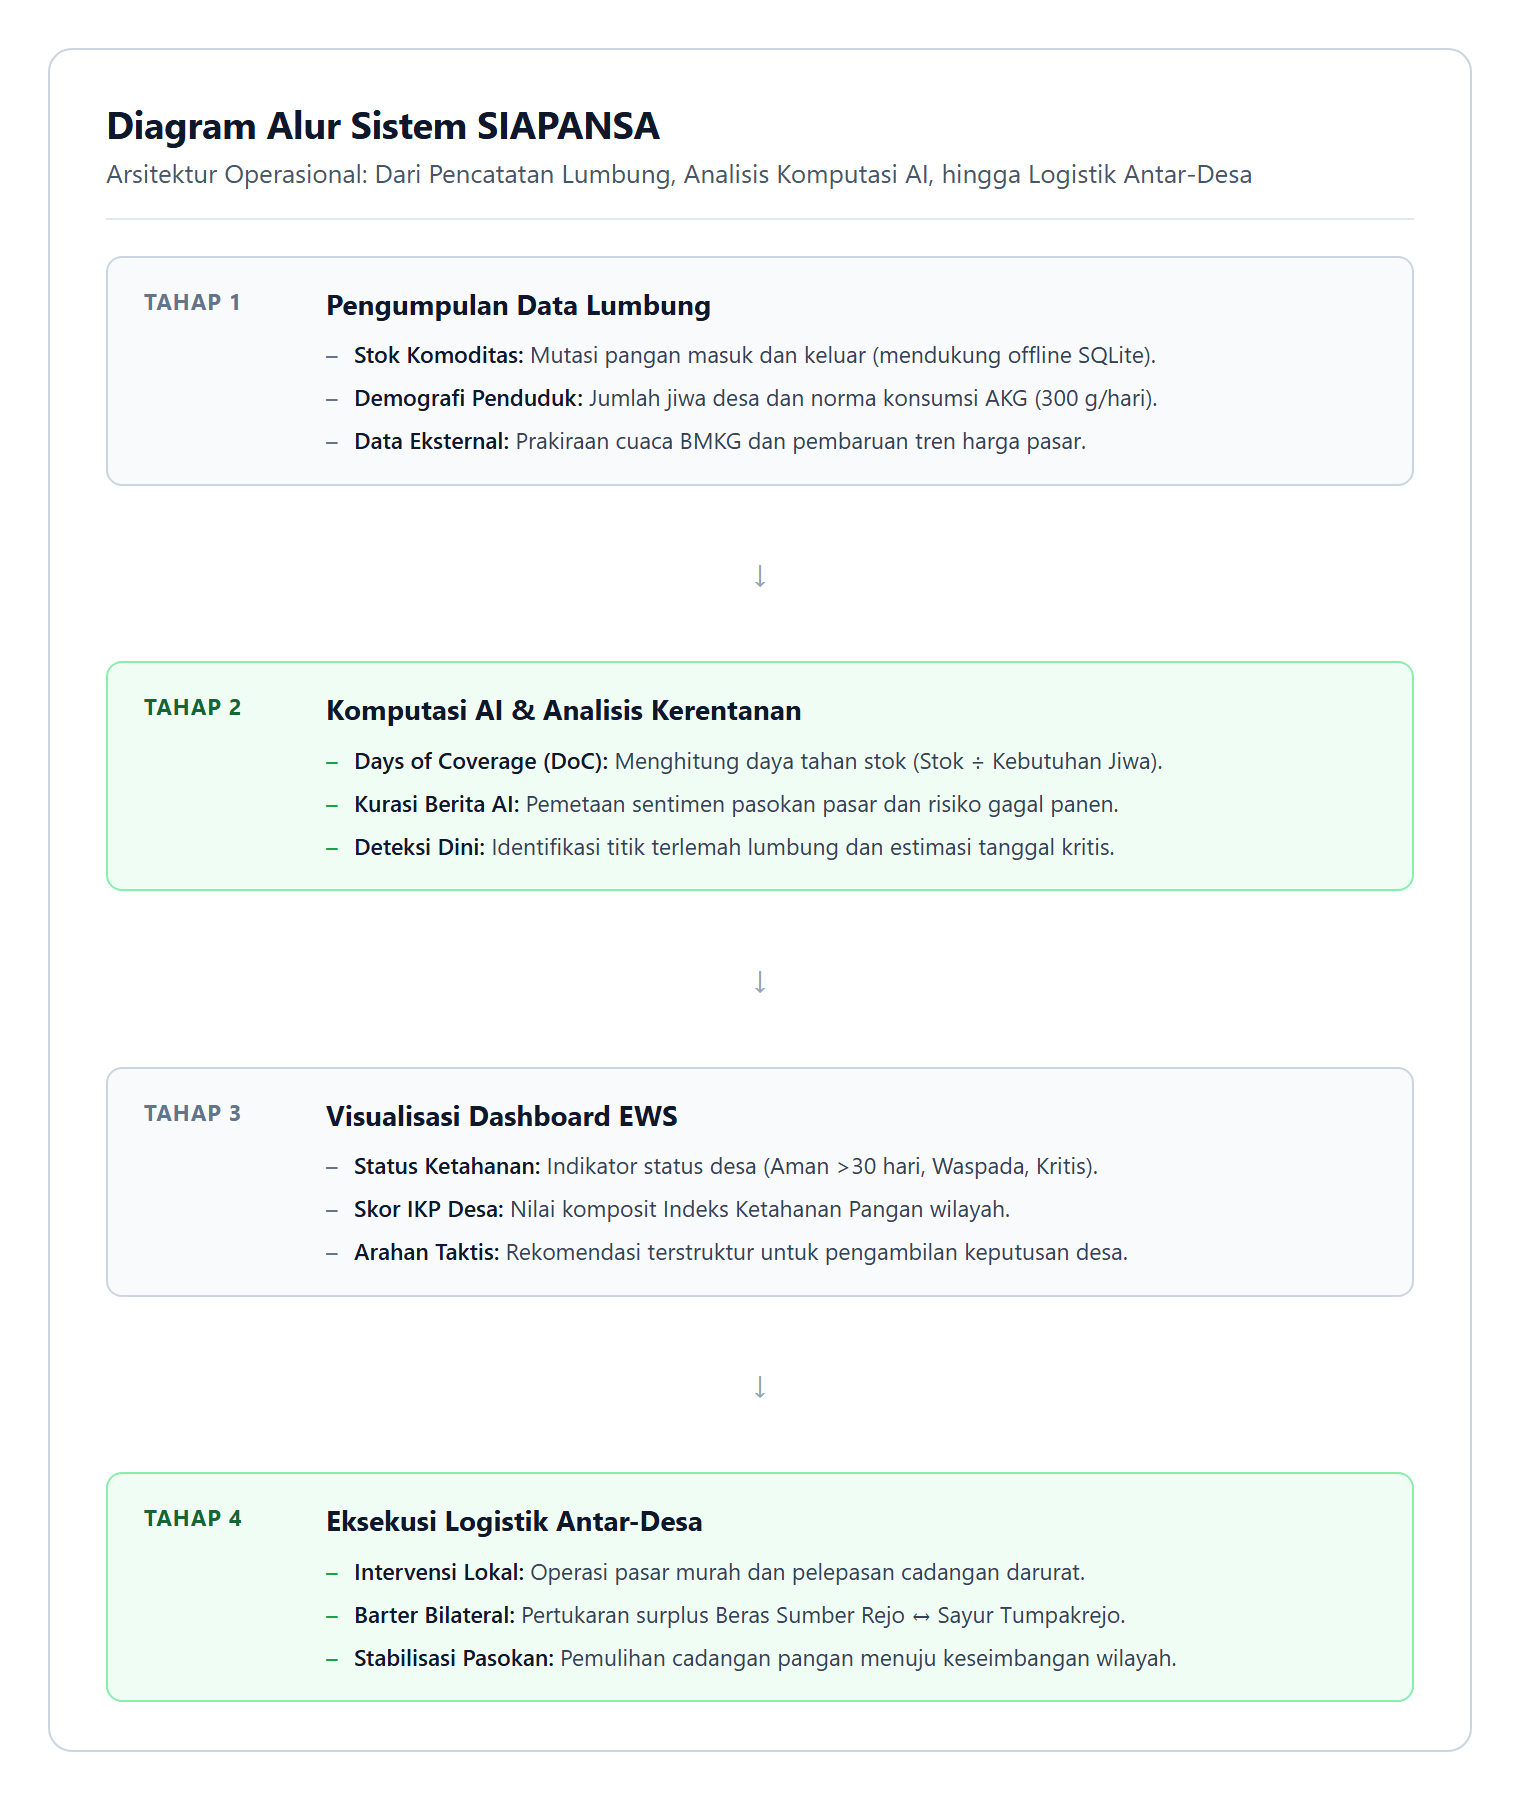 Diagram Alur Sistem SIAPANSA
Arsitektur Operasional: Dari Pencatatan Lumbung, Analisis Komputasi AI, hingga Logistik Antar-Desa
TAHAP 1
Pengumpulan Data Lumbung
– Stok Komoditas: Mutasi pangan masuk dan keluar (mendukung offline SQLite).
– Demografi Penduduk: Jumlah jiwa desa dan norma konsumsi AKG (300 g/hari).
– Data Eksternal: Prakiraan cuaca BMKG dan pembaruan tren harga pasar.
↓
TAHAP 2
Komputasi AI & Analisis Kerentanan
– Days of Coverage (DoC): Menghitung daya tahan stok (Stok ÷ Kebutuhan Jiwa).
– Kurasi Berita AI: Pemetaan sentimen pasokan pasar dan risiko gagal panen.
– Deteksi Dini: Identifikasi titik terlemah lumbung dan estimasi tanggal kritis.
↓
TAHAP 3
Visualisasi Dashboard EWS
– Status Ketahanan: Indikator status desa (Aman >30 hari, Waspada, Kritis).
– Skor IKP Desa: Nilai komposit Indeks Ketahanan Pangan wilayah.
– Arahan Taktis: Rekomendasi terstruktur untuk pengambilan keputusan desa.
↓
TAHAP 4
Eksekusi Logistik Antar-Desa
– Intervensi Lokal: Operasi pasar murah dan pelepasan cadangan darurat.
– Barter Bilateral: Pertukaran surplus Beras Sumber Rejo ↔ Sayur Tumpakrejo.
– Stabilisasi Pasokan: Pemulihan cadangan pangan menuju keseimbangan wilayah.